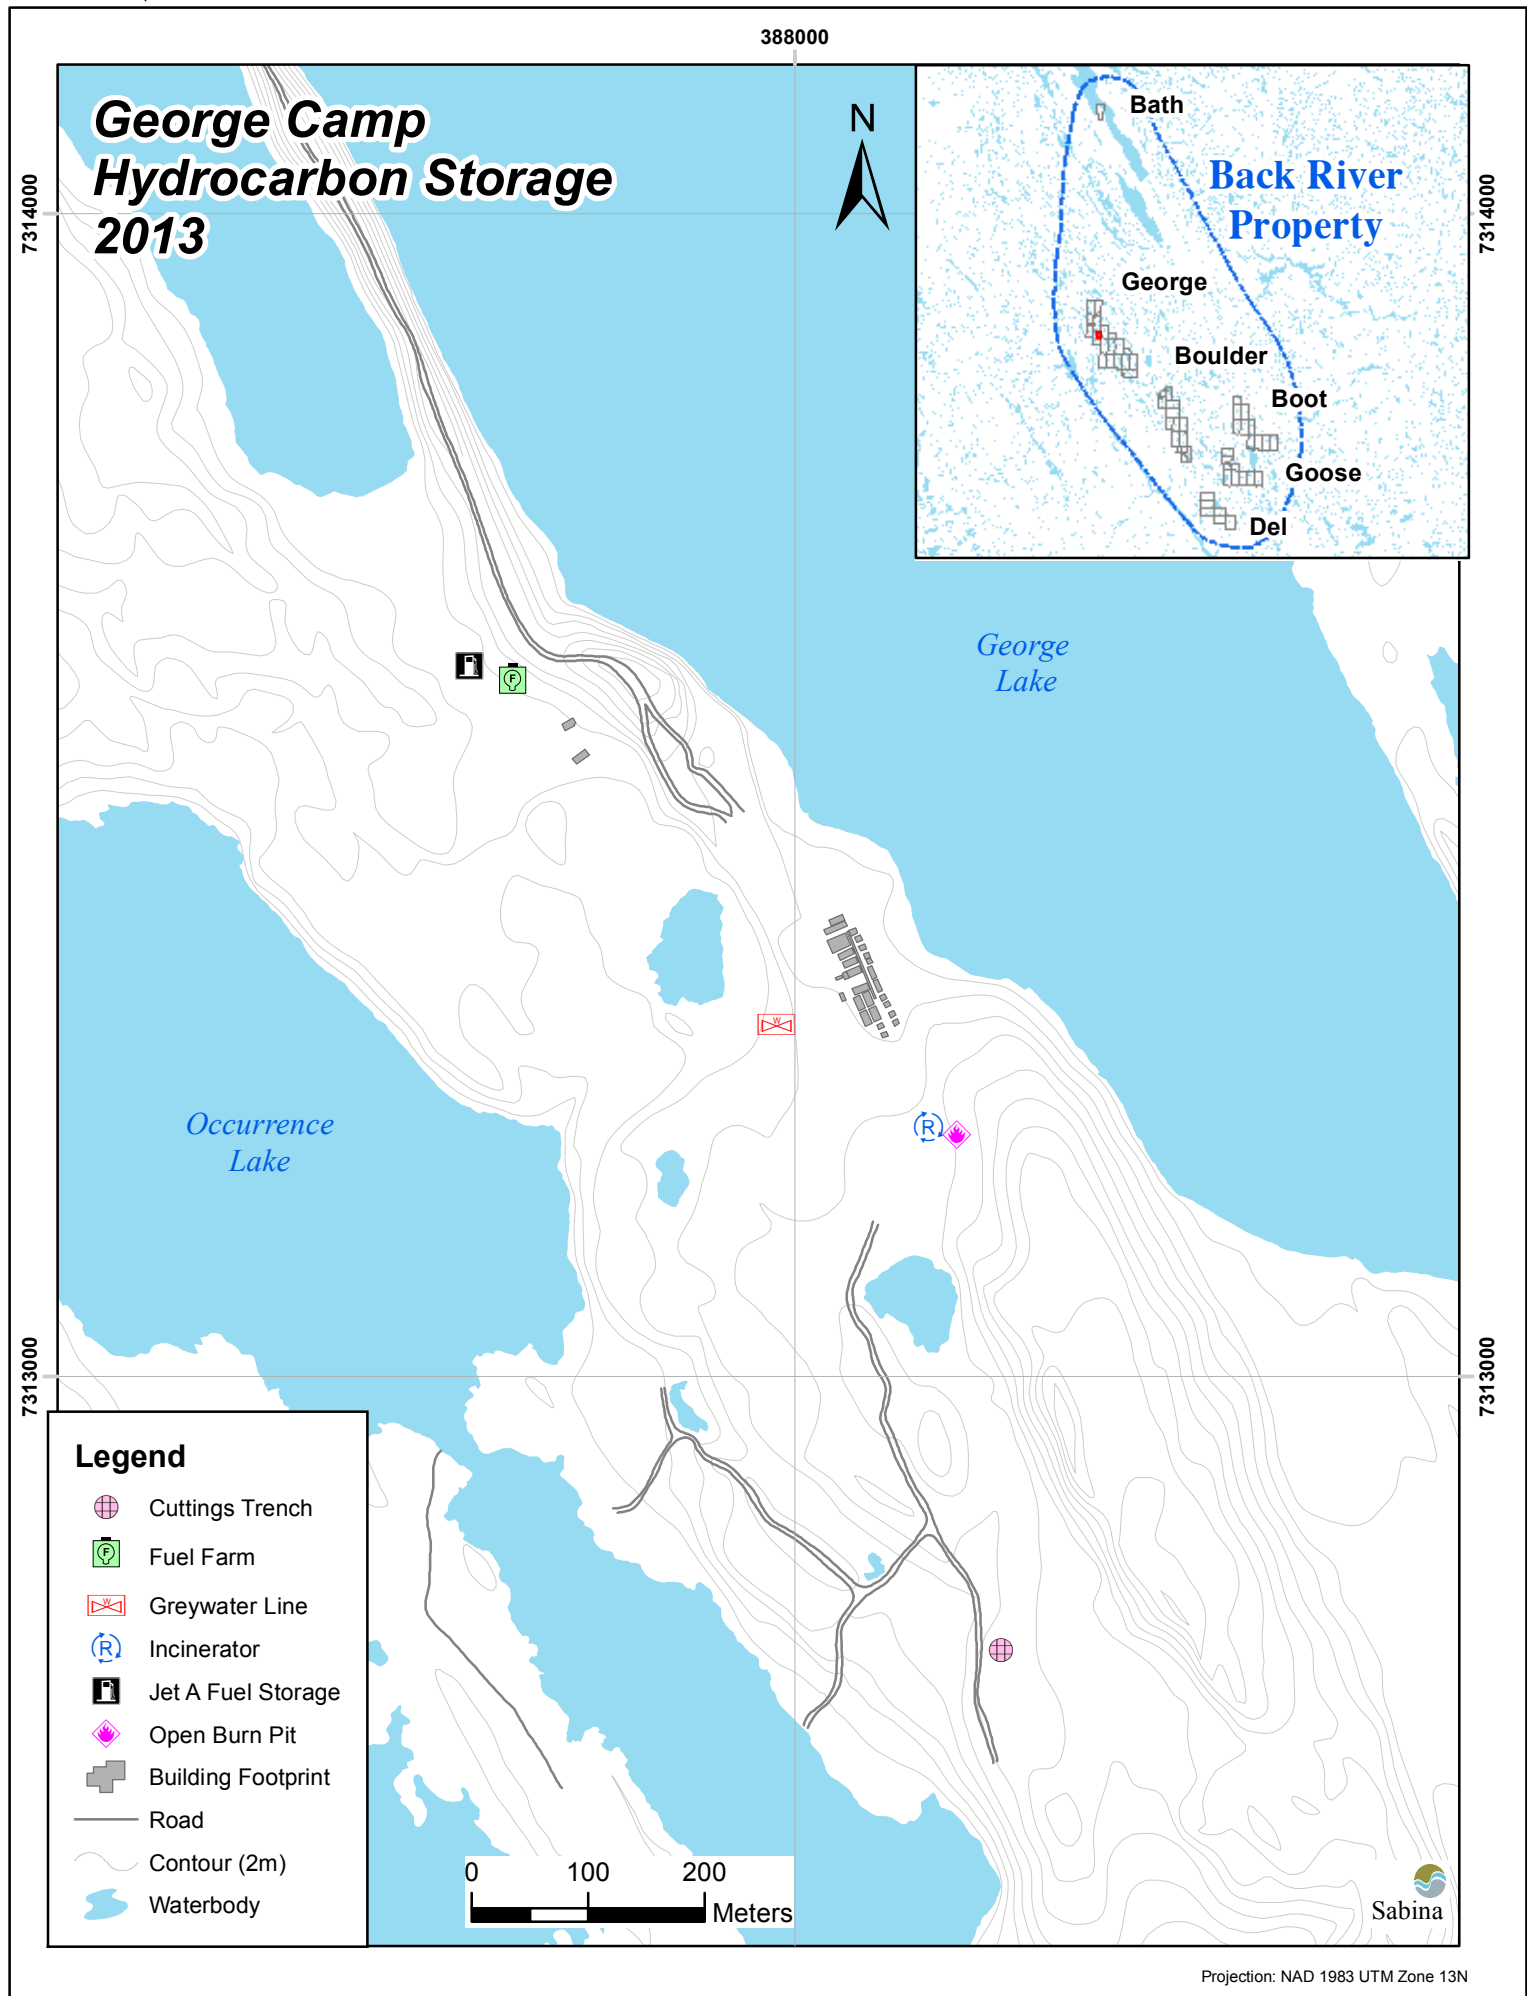 388000
George Camp
Hydrocarbon Storage
2013
N
7314000
7314000
Bath
Back River
Property
George
Boulder
Boot
Goose
Del
George
Lake
F
W
Occurrence
Lake
R
7313000
7313000
Legend
Cuttings Trench
F
Fuel Farm
W
Greywater Line
R
Incinerator
Jet A Fuel Storage
Open Burn Pit
Building Footprint
Road
Contour (2m)
Waterbody
0 100 200
Meters
Sabina
Projection: NAD 1983 UTM Zone 13N